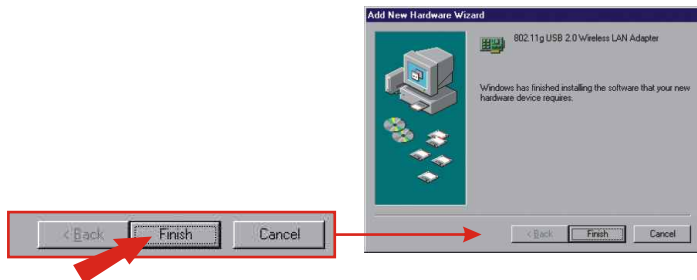 Add New Hardware Wizard
802.11g USB 2.0 Wireless LAN Adapter
Windows has finished installing the software that your new
hardware device requires.
< Back Finish Cancel
< Back Finish Cancel